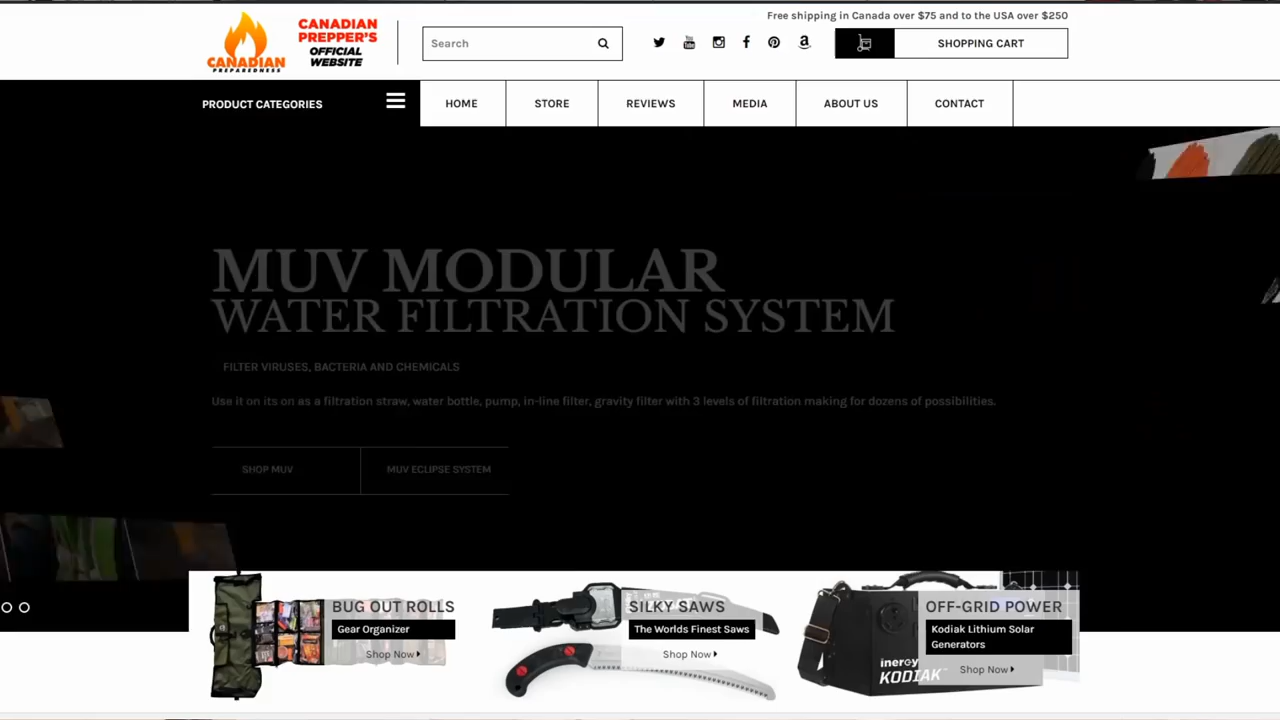 Free shipping in Canada over $75 and to the USA over $250
CANADIAN
PREPAREDNESS
CANADIAN
PREPPER'S
OFFICIAL
WEBSITE
Search
SHOPPING CART
PRODUCT CATEGORIES
HOME
STORE
REVIEWS
MEDIA
ABOUT US
CONTACT
MUV MODULAR
WATER FILTRATION SYSTEM
FILTER VIRUSES, BACTERIA AND CHEMICALS
Use it on its on as a filtration straw, water bottle, pump, in-line filter, gravity filter with 3 levels of filtration making for dozens of possibilities.
SHOP MUV
MUV ECLIPSE SYSTEM
BUG OUT ROLLS
Gear Organizer
Shop Now
SILKY SAWS
The Worlds Finest Saws
Shop Now
OFF-GRID POWER
Kodiak Lithium Solar
Generators
Shop Now
inergy
KODIAK